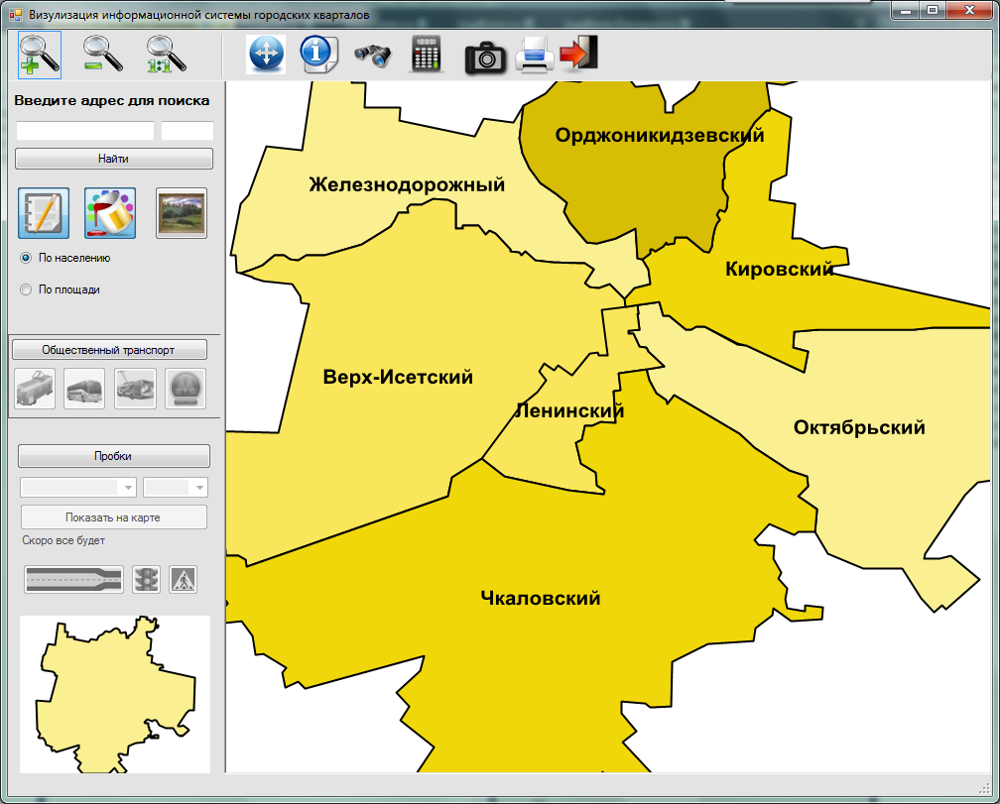 Визулизация информационной системы городских кварталов
1:1
Введите адрес для поиска
Найти
По населению
По площади
Общественный транспорт
Пробки
Показать на карте
Скоро все будет
Орджоникидзевский
Железнодорожный
Кировский
Верх-Исетский
Ленинский
Октябрьский
Чкаловский